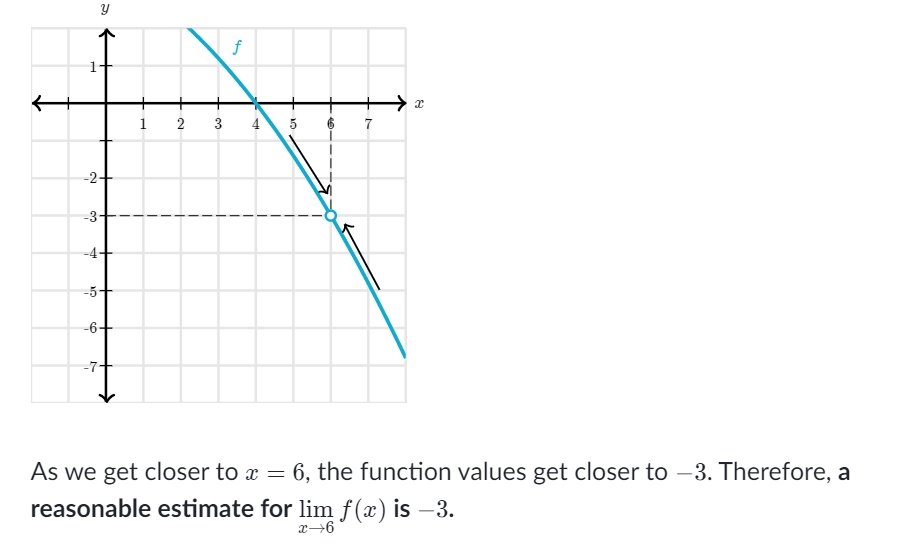 y
f
1
x
1 2 3 4 5 6 7
-2
-3
-4
-5
-6
-7
As we get closer to x = 6, the function values get closer to −3. Therefore, a
reasonable estimate for lim f(x) is −3.
x→6